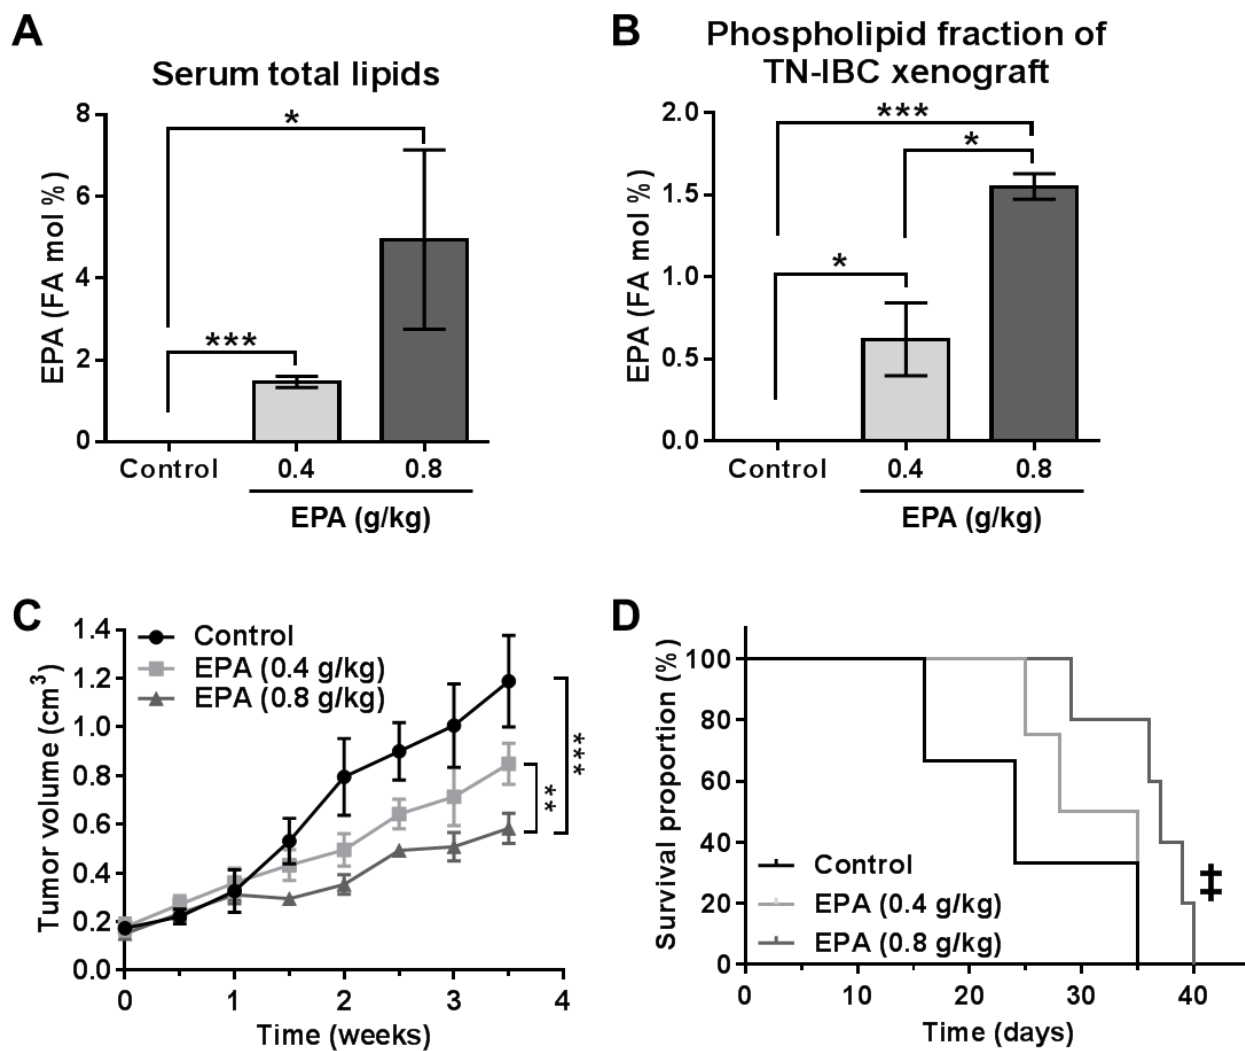 A
Serum total lipids
EPA (FA mol %)
8
6
4
2
0
*
***
Control
0.4
0.8
EPA (g/kg)
B
Phospholipid fraction of
TN-IBC xenograft
EPA (FA mol %)
2.0
1.5
1.0
0.5
0.0
***
*
*
Control
0.4
0.8
EPA (g/kg)
C
Tumor volume (cm³)
1.4
1.2
1.0
0.8
0.6
0.4
0.2
0.0
Control
EPA (0.4 g/kg)
EPA (0.8 g/kg)
***
**
0 1 2 3 4
Time (weeks)
D
Survival proportion (%)
100
80
60
40
20
0
Control
EPA (0.4 g/kg)
EPA (0.8 g/kg)
‡
0 10 20 30 40
Time (days)